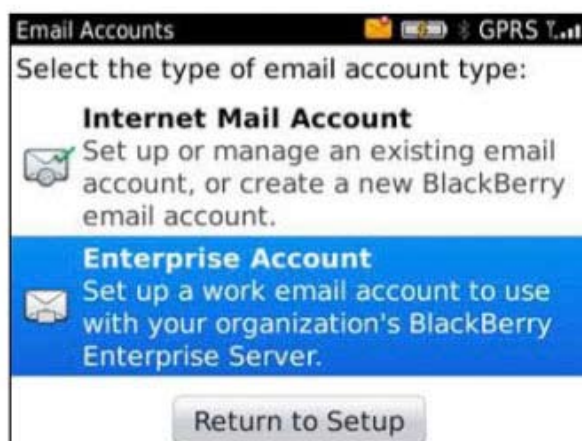 Email Accounts GPRS
Select the type of email account type:
Internet Mail Account
Set up or manage an existing email
account, or create a new BlackBerry
email account.
Enterprise Account
Set up a work email account to use
with your organization's BlackBerry
Enterprise Server.
Return to Setup